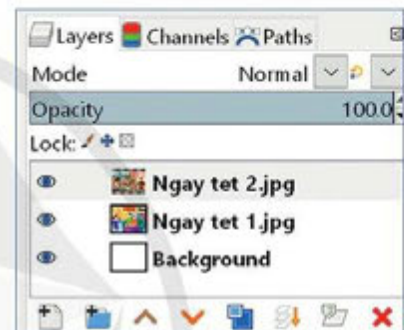 Layers Channels Paths
Mode Normal
Opacity 100.0
Lock:
Ngay tet 2.jpg
Ngay tet 1.jpg
Background